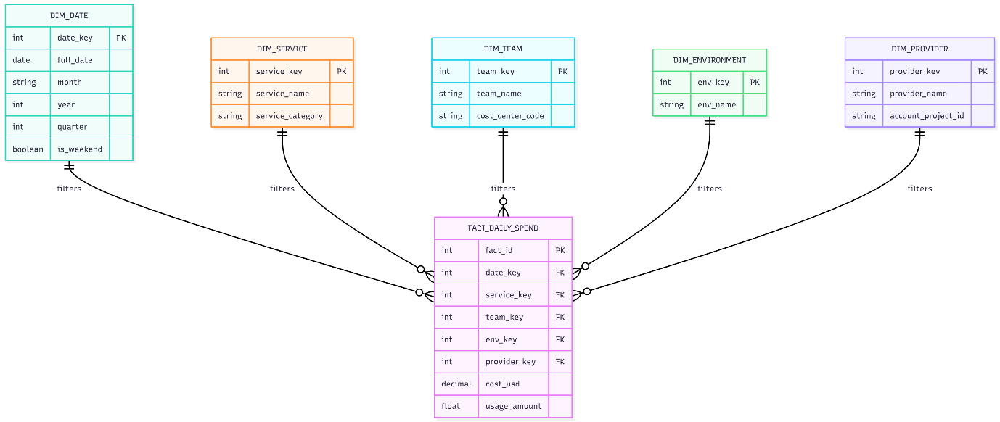 DIM_DATE
int date_key PK
date full_date
string month
int year
int quarter
boolean is_weekend
DIM_SERVICE
int service_key PK
string service_name
string service_category
DIM_TEAM
int team_key PK
string team_name
string cost_center_code
DIM_ENVIRONMENT
int env_key PK
string env_name
DIM_PROVIDER
int provider_key PK
string provider_name
string account_project_id
filters
filters
filters
filters
filters
FACT_DAILY_SPEND
int fact_id PK
int date_key FK
int service_key FK
int team_key FK
int env_key FK
int provider_key FK
decimal cost_usd
float usage_amount